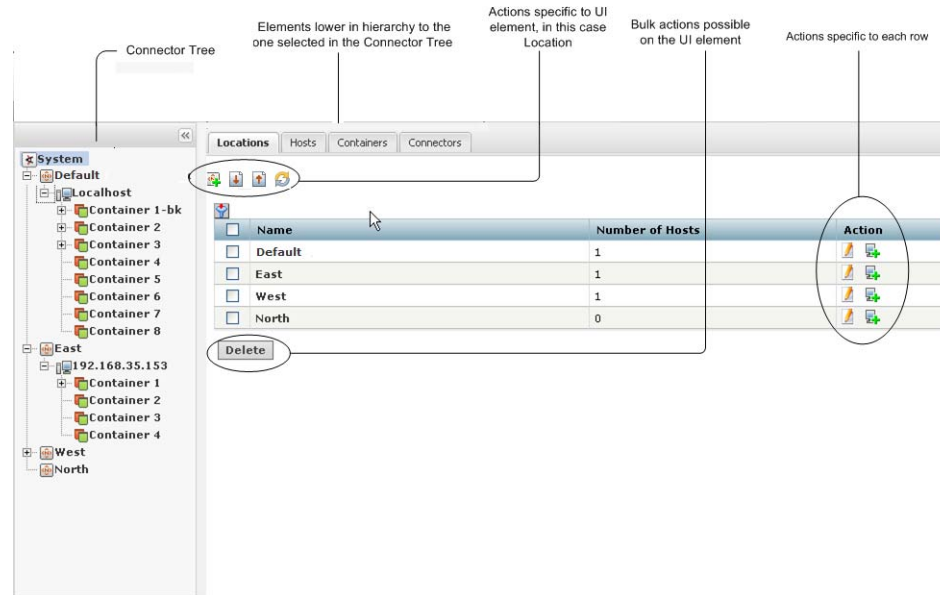 Connector Tree
Elements lower in hierarchy to the
one selected in the Connector Tree
Actions specific to UI
element, in this case
Location
Bulk actions possible
on the UI element
Actions specific to each row
Locations Hosts Containers Connectors
System
Default
Localhost
Container 1-bk
Container 2
Container 3
Container 4
Container 5
Container 6
Container 7
Container 8
East
192.168.35.153
Container 1
Container 2
Container 3
Container 4
West
North
Name Number of Hosts Action
Default 1
East 1
West 1
North 0
Delete